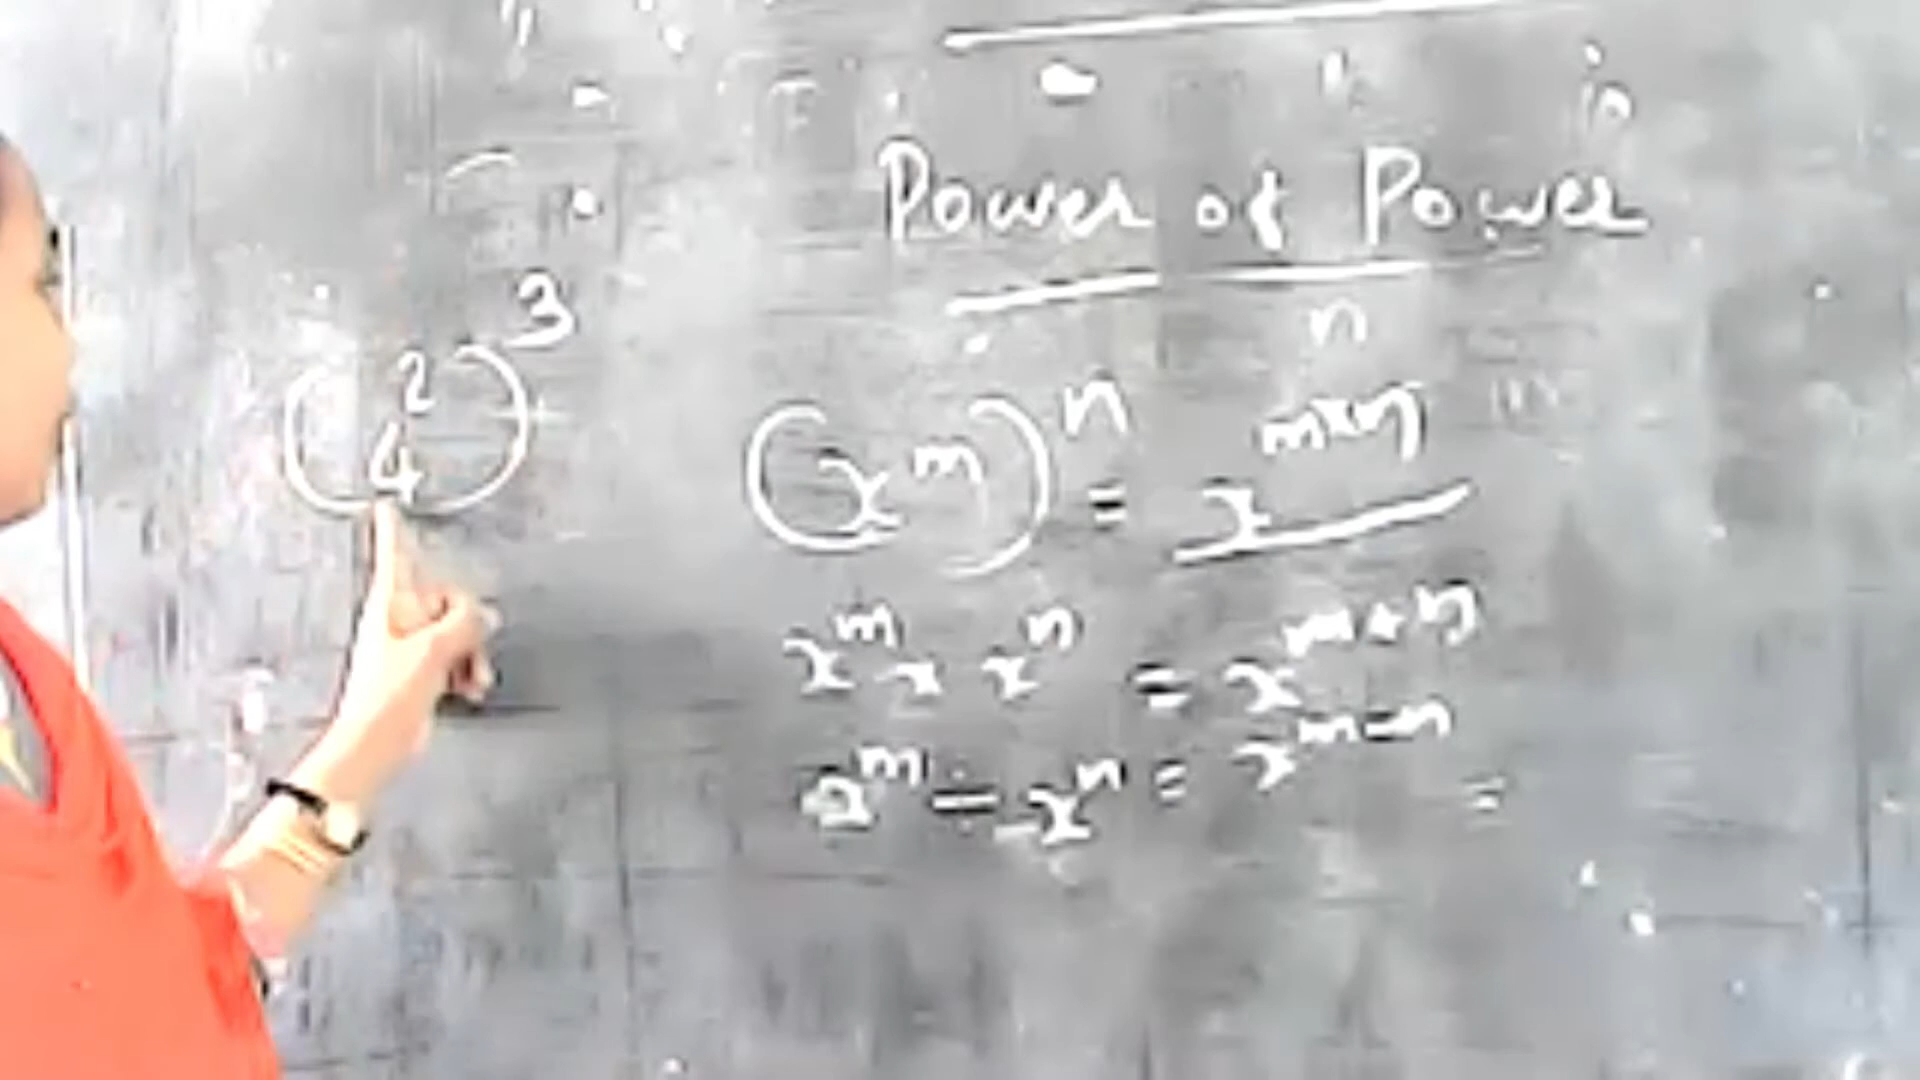 Power of Power
(4²)³
(xᵐ)ⁿ = xᵐˣⁿ
n
xᵐ x xⁿ = xᵐ⁺ⁿ
xᵐ ÷ xⁿ = xᵐ⁻ⁿ =